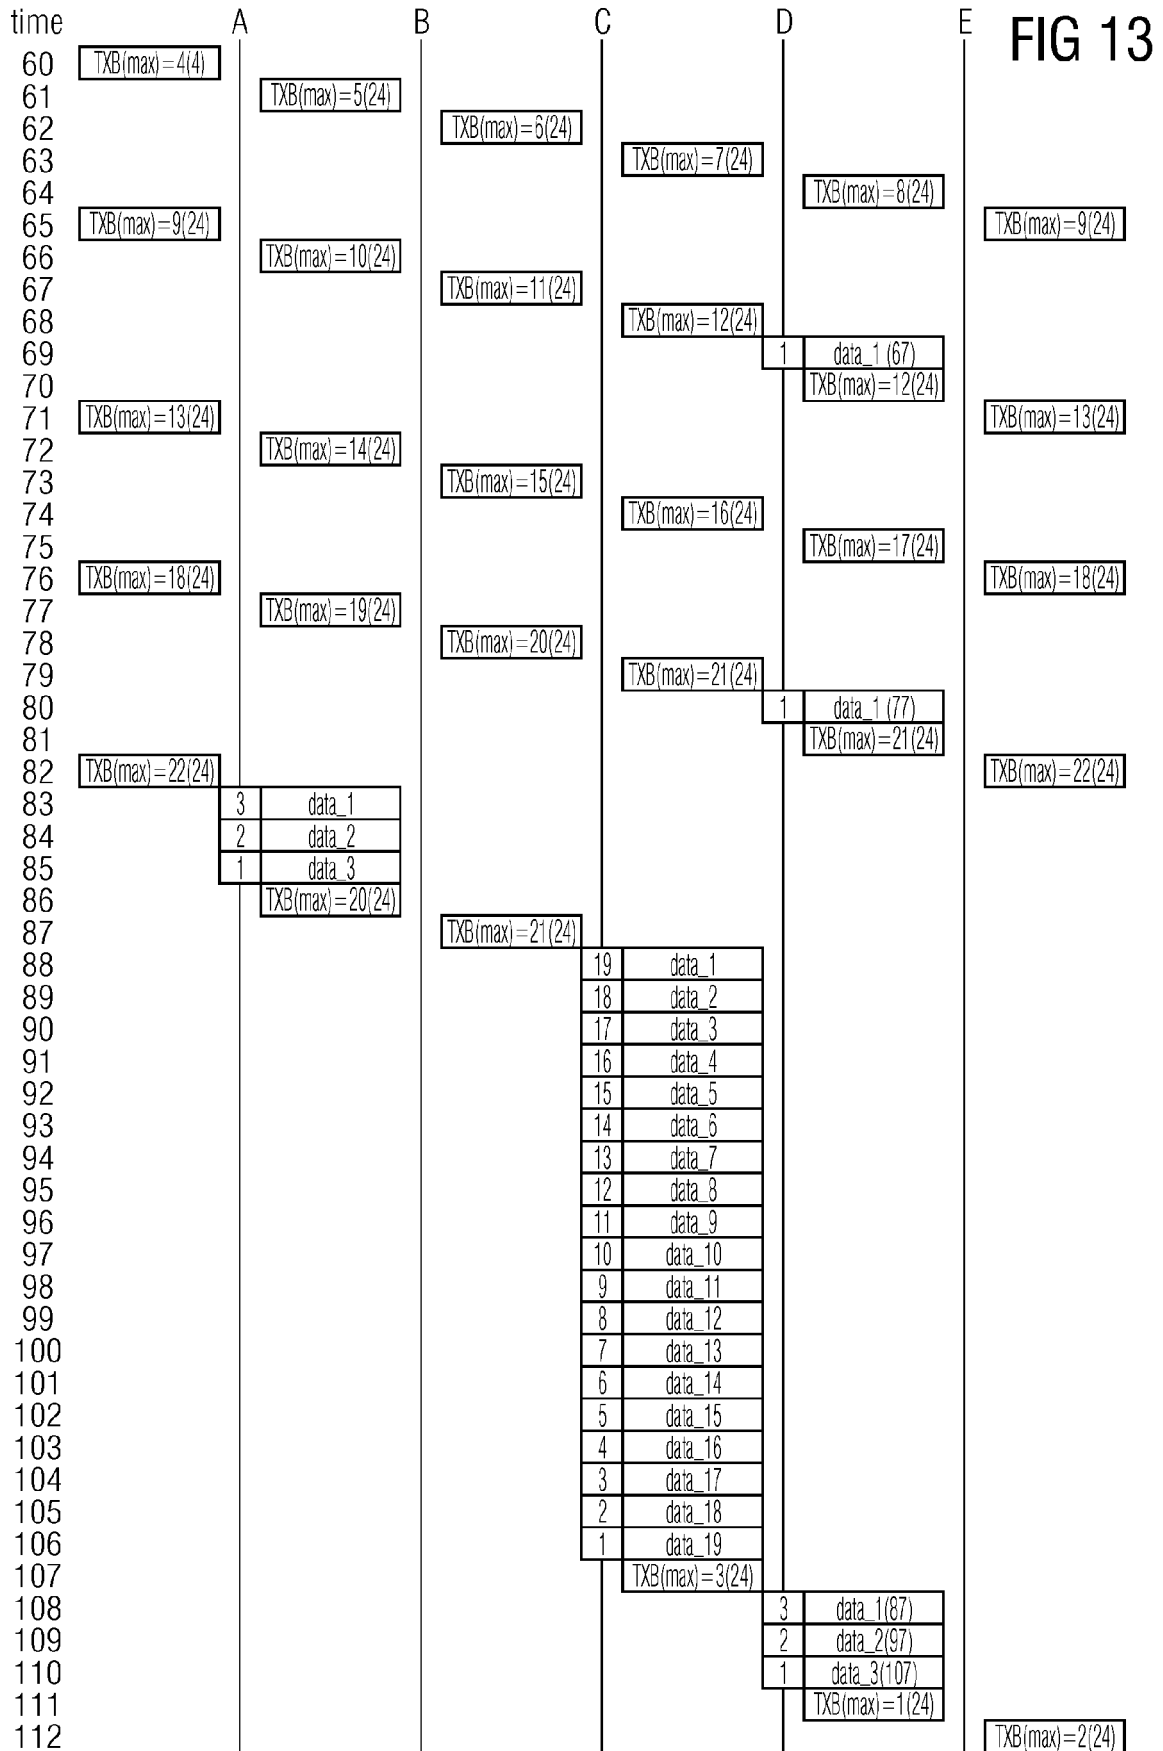 time A B C D E FIG 13
60 TXB(max)=4(4)
61 TXB(max)=5(24)
62 TXB(max)=6(24)
63 TXB(max)=7(24)
64 TXB(max)=8(24)
65 TXB(max)=9(24) TXB(max)=9(24)
66 TXB(max)=10(24)
67 TXB(max)=11(24)
68 TXB(max)=12(24)
69 1 data_1 (67)
70 TXB(max)=12(24)
71 TXB(max)=13(24) TXB(max)=13(24)
72 TXB(max)=14(24)
73 TXB(max)=15(24)
74 TXB(max)=16(24)
75 TXB(max)=17(24)
76 TXB(max)=18(24) TXB(max)=18(24)
77 TXB(max)=19(24)
78 TXB(max)=20(24)
79 TXB(max)=21(24)
80 1 data_1 (77)
81 TXB(max)=21(24)
82 TXB(max)=22(24) TXB(max)=22(24)
83 3 data_1
84 2 data_2
85 1 data_3
86 TXB(max)=20(24)
87 TXB(max)=21(24)
88 19 data_1
89 18 data_2
90 17 data_3
91 16 data_4
92 15 data_5
93 14 data_6
94 13 data_7
95 12 data_8
96 11 data_9
97 10 data_10
98 9 data_11
99 8 data_12
100 7 data_13
101 6 data_14
102 5 data_15
103 4 data_16
104 3 data_17
105 2 data_18
106 1 data_19
107 TXB(max)=3(24)
108 3 data_1(87)
109 2 data_2(97)
110 1 data_3(107)
111 TXB(max)=1(24)
112 TXB(max)=2(24)